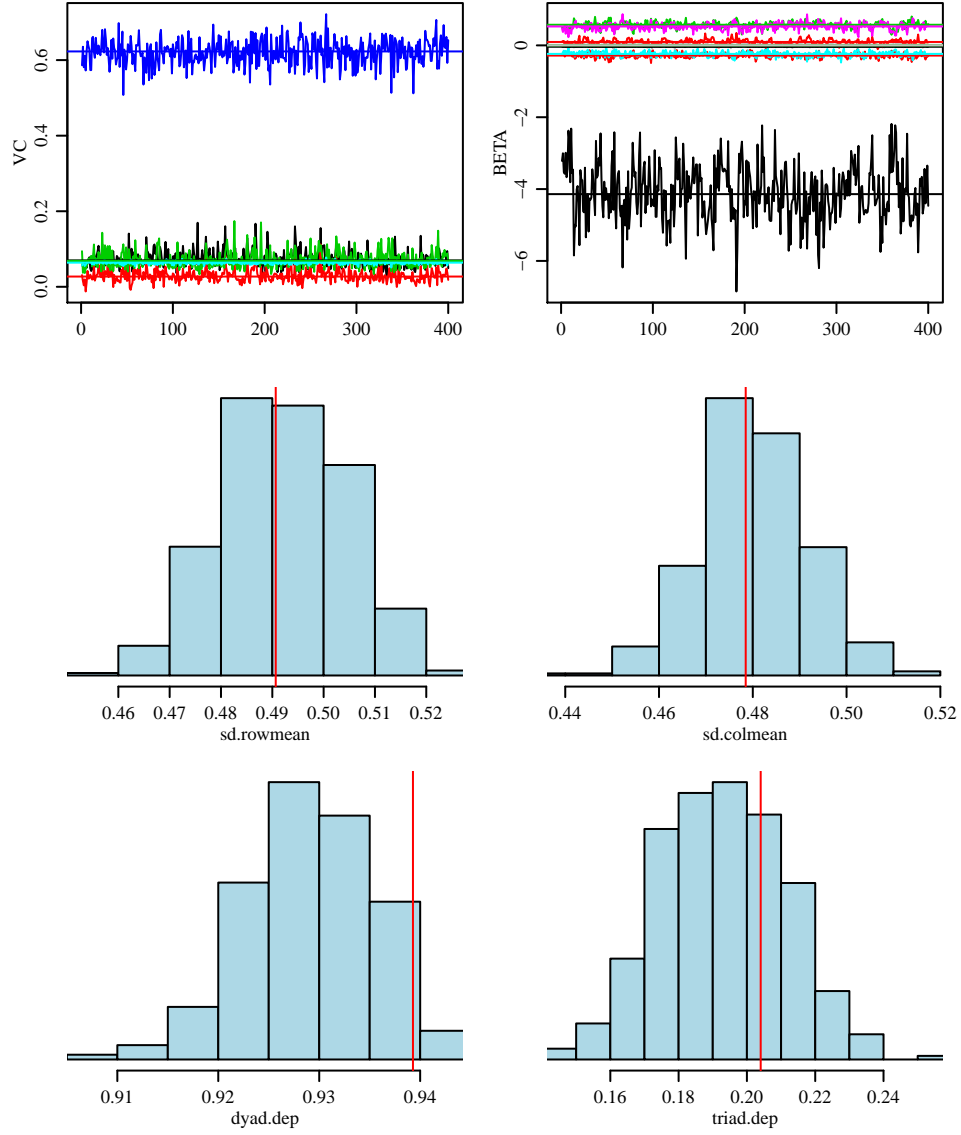 VC
0.0 0.2 0.4 0.6
0 100 200 300 400
BETA
−6 −4 −2 0
0 100 200 300 400
0.46 0.47 0.48 0.49 0.50 0.51 0.52
sd.rowmean
0.44 0.46 0.48 0.50 0.52
sd.colmean
0.91 0.92 0.93 0.94
dyad.dep
0.16 0.18 0.20 0.22 0.24
triad.dep